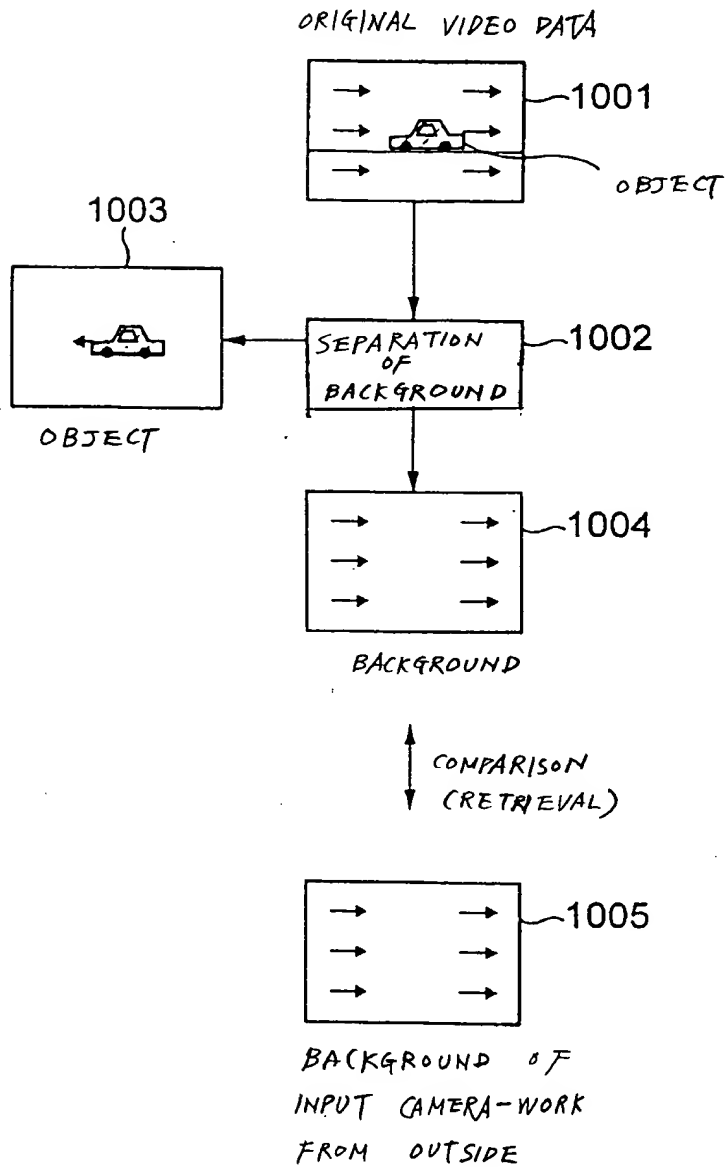 ORIGINAL VIDEO DATA
1001
OBJECT
1003
SEPARATION
OF
BACKGROUND
1002
OBJECT
1004
BACKGROUND
COMPARISON
(RETRIEVAL)
1005
BACKGROUND OF
INPUT CAMERA-WORK
FROM OUTSIDE